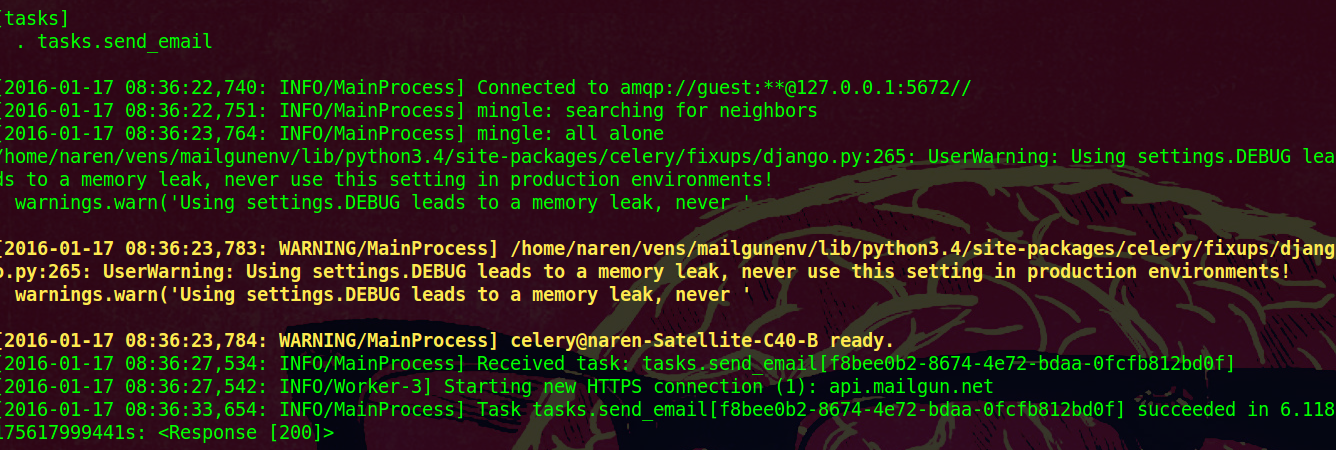 [tasks]
  . tasks.send_email

[2016-01-17 08:36:22,740: INFO/MainProcess] Connected to amqp://guest:**@127.0.0.1:5672//
[2016-01-17 08:36:22,751: INFO/MainProcess] mingle: searching for neighbors
[2016-01-17 08:36:23,764: INFO/MainProcess] mingle: all alone
/home/naren/vens/mailgunenv/lib/python3.4/site-packages/celery/fixups/django.py:265: UserWarning: Using settings.DEBUG lea
ds to a memory leak, never use this setting in production environments!
  warnings.warn('Using settings.DEBUG leads to a memory leak, never '

[2016-01-17 08:36:23,783: WARNING/MainProcess] /home/naren/vens/mailgunenv/lib/python3.4/site-packages/celery/fixups/djang
o.py:265: UserWarning: Using settings.DEBUG leads to a memory leak, never use this setting in production environments!
  warnings.warn('Using settings.DEBUG leads to a memory leak, never '

[2016-01-17 08:36:23,784: WARNING/MainProcess] celery@naren-Satellite-C40-B ready.
[2016-01-17 08:36:27,534: INFO/MainProcess] Received task: tasks.send_email[f8bee0b2-8674-4e72-bdaa-0fcfb812bd0f]
[2016-01-17 08:36:27,542: INFO/Worker-3] Starting new HTTPS connection (1): api.mailgun.net
[2016-01-17 08:36:33,654: INFO/MainProcess] Task tasks.send_email[f8bee0b2-8674-4e72-bdaa-0fcfb812bd0f] succeeded in 6.118
175617999441s: <Response [200]>